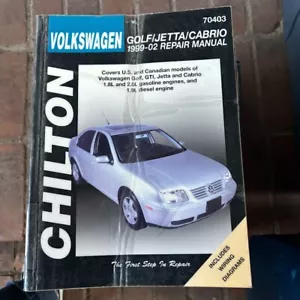 70403
VOLKSWAGEN
GOLF/JETTA/CABRIO
1999-02 REPAIR MANUAL
Covers U.S. and Canadian models of
Volkswagen Golf, GTI, Jetta and Cabrio
1.8L and 2.0L gasoline engines, and
1.9L diesel engine
CHILTON
The First Step In Repair
INCLUDES
WIRING
DIAGRAMS